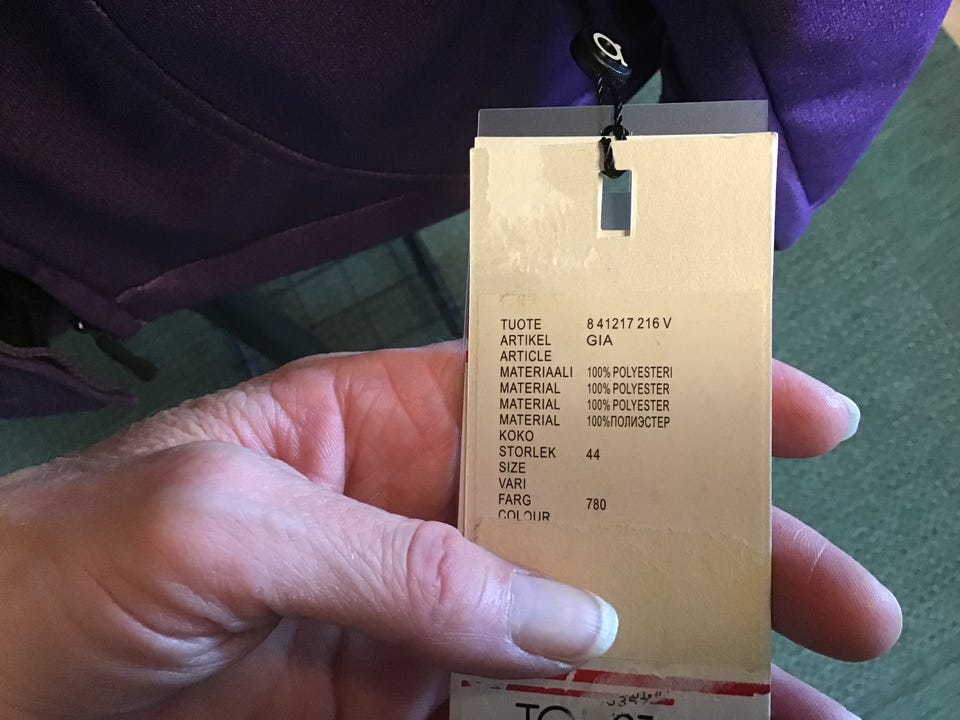 TUOTE 8 41217 216 V
ARTIKEL GIA
ARTICLE
MATERIAALI 100% POLYESTERI
MATERIAL 100% POLYESTER
MATERIAL 100% POLYESTER
MATERIAL 100%ПОЛИЭСТЕР
KOKO
STORLEK 44
SIZE
VARI
FARG 780
COLOUR